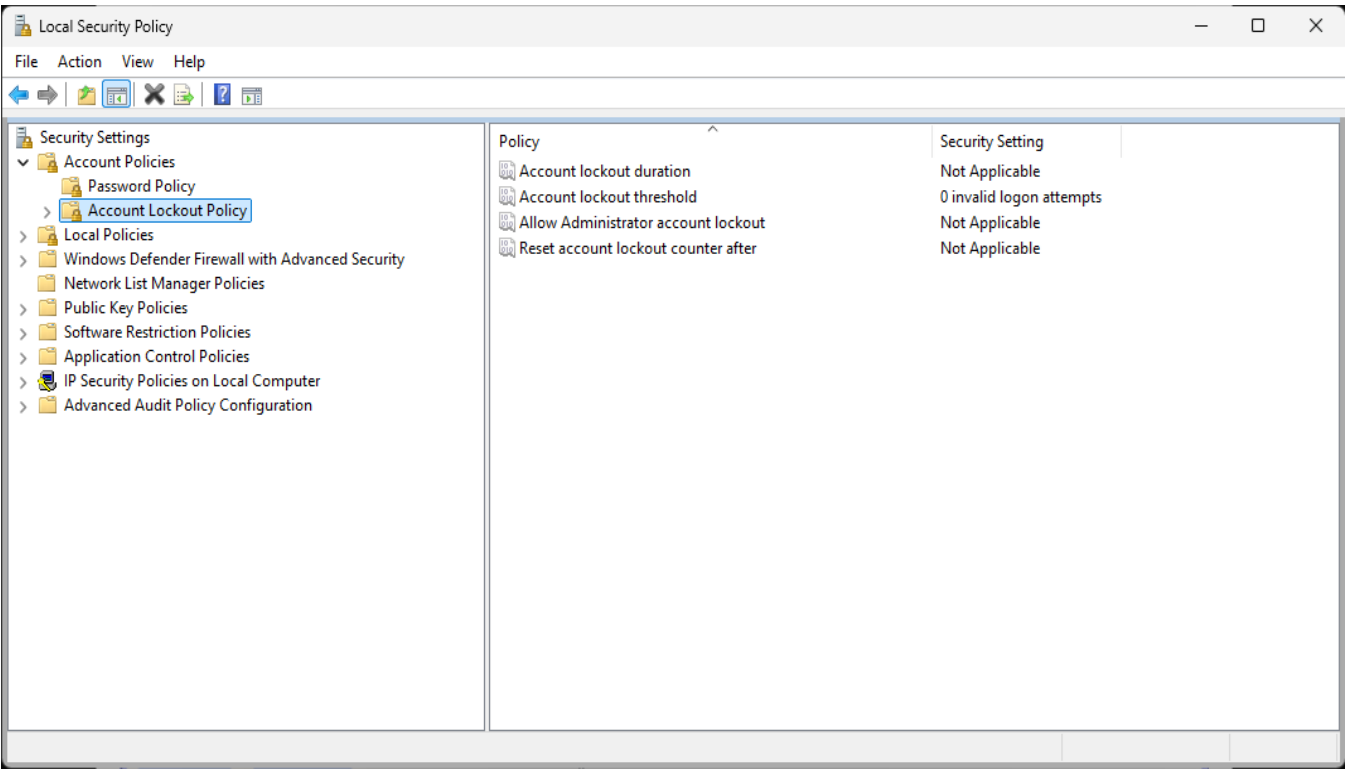 Local Security Policy
File Action View Help
Security Settings
Account Policies
Password Policy
Account Lockout Policy
Local Policies
Windows Defender Firewall with Advanced Security
Network List Manager Policies
Public Key Policies
Software Restriction Policies
Application Control Policies
IP Security Policies on Local Computer
Advanced Audit Policy Configuration
Policy Security Setting
Account lockout duration Not Applicable
Account lockout threshold 0 invalid logon attempts
Allow Administrator account lockout Not Applicable
Reset account lockout counter after Not Applicable